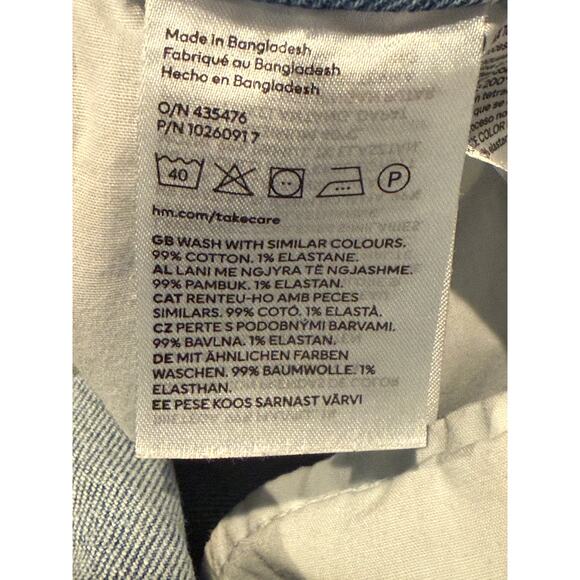 Made in Bangladesh
Fabriqué au Bangladesh
Hecho en Bangladesh
O/N 435476
P/N 10260917
40
P
hm.com/takecare
GB WASH WITH SIMILAR COLOURS.
99% COTTON. 1% ELASTANE.
AL LANI ME NGJYRA TË NGJASHME.
99% PAMBUK. 1% ELASTAN.
CAT RENTEU-HO AMB PECES
SIMILARS. 99% COTÓ. 1% ELASTÀ.
CZ PERTE S PODOBNÝMI BARVAMI.
99% BAVLNA. 1% ELASTAN.
DE MIT ÄHNLICHEN FARBEN
WASCHEN. 99% BAUMWOLLE. 1%
ELASTHAN.
EE PESE KOOS SARNAST VÄRVI